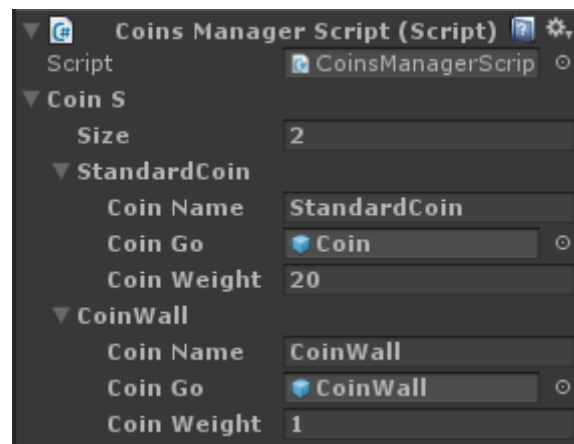 Coins Manager Script (Script)
Script CoinsManagerScrip
Coin S
Size 2
StandardCoin
Coin Name StandardCoin
Coin Go Coin
Coin Weight 20
CoinWall
Coin Name CoinWall
Coin Go CoinWall
Coin Weight 1